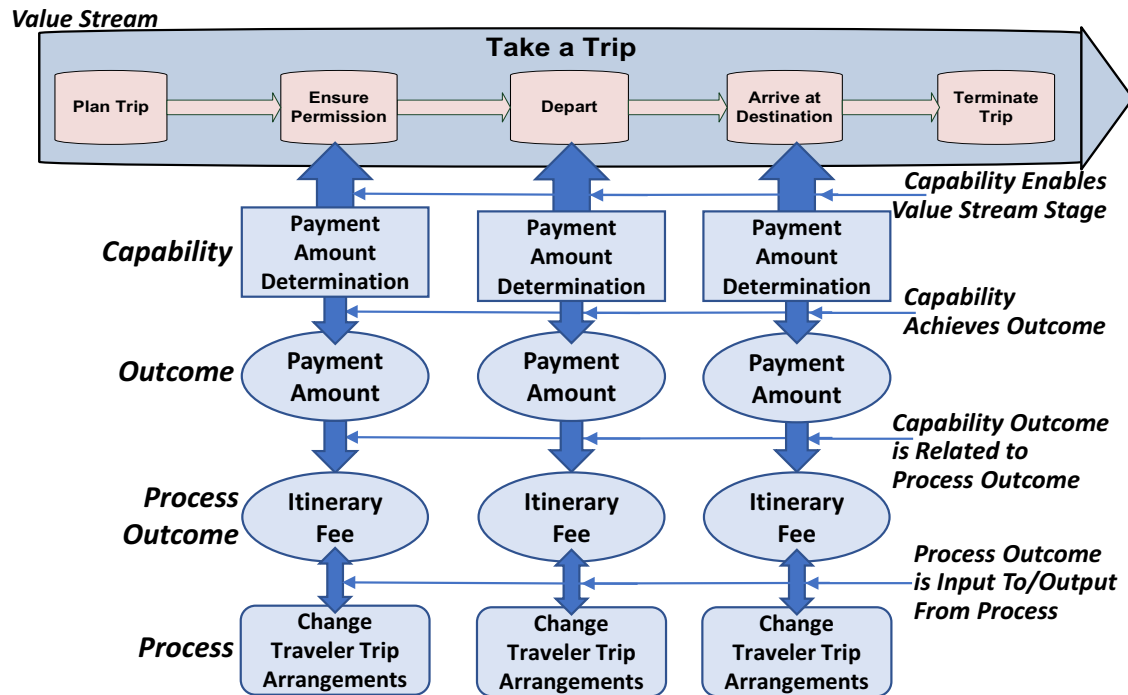 Value Stream
Take a Trip
Plan Trip
Ensure
Permission
Depart
Arrive at
Destination
Terminate
Trip
Capability Enables
Value Stream Stage
Capability
Payment
Amount
Determination
Payment
Amount
Determination
Payment
Amount
Determination
Capability
Achieves Outcome
Outcome
Payment
Amount
Payment
Amount
Payment
Amount
Capability Outcome
is Related to
Process Outcome
Process
Outcome
Itinerary
Fee
Itinerary
Fee
Itinerary
Fee
Process Outcome
is Input To/Output
From Process
Process
Change
Traveler Trip
Arrangements
Change
Traveler Trip
Arrangements
Change
Traveler Trip
Arrangements